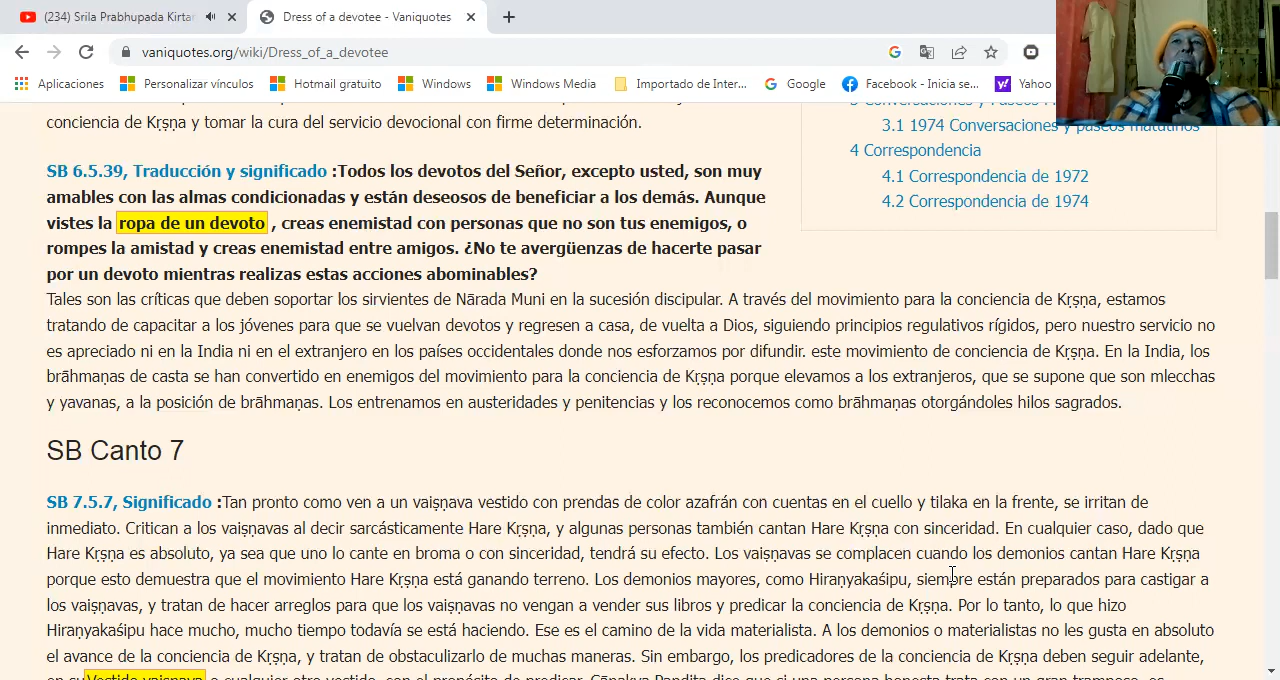 (234) Srila Prabhupada Kirta
Dress of a devotee - Vaniquotes
vaniquotes.org/wiki/Dress_of_a_devotee
Aplicaciones
Personalizar vínculos
Hotmail gratuito
Windows
Windows Media
Importado de Inter...
Google
Facebook - Inicia se...
Yahoo
conciencia de Kṛṣṇa y tomar la cura del servicio devocional con firme determinación.
3.1 1974 Conversaciones y paseos matutinos
4 Correspondencia
4.1 Correspondencia de 1972
4.2 Correspondencia de 1974
SB 6.5.39, Traducción y significado :Todos los devotos del Señor, excepto usted, son muy
amables con las almas condicionadas y están deseosos de beneficiar a los demás. Aunque
vistes la ropa de un devoto , creas enemistad con personas que no son tus enemigos, o
rompes la amistad y creas enemistad entre amigos. ¿No te avergüenzas de hacerte pasar
por un devoto mientras realizas estas acciones abominables?
Tales son las críticas que deben soportar los sirvientes de Nārada Muni en la sucesión discipular. A través del movimiento para la conciencia de Kṛṣṇa, estamos
tratando de capacitar a los jóvenes para que se vuelvan devotos y regresen a casa, de vuelta a Dios, siguiendo principios regulativos rígidos, pero nuestro servicio no
es apreciado ni en la India ni en el extranjero en los países occidentales donde nos esforzamos por difundir. este movimiento de conciencia de Kṛṣṇa. En la India, los
brāhmaṇas de casta se han convertido en enemigos del movimiento para la conciencia de Kṛṣṇa porque elevamos a los extranjeros, que se supone que son mlecchas
y yavanas, a la posición de brāhmaṇas. Los entrenamos en austeridades y penitencias y los reconocemos como brāhmaṇas otorgándoles hilos sagrados.
SB Canto 7
SB 7.5.7, Significado :Tan pronto como ven a un vaiṣṇava vestido con prendas de color azafrán con cuentas en el cuello y tilaka en la frente, se irritan de
inmediato. Critican a los vaiṣṇavas al decir sarcásticamente Hare Kṛṣṇa, y algunas personas también cantan Hare Kṛṣṇa con sinceridad. En cualquier caso, dado que
Hare Kṛṣṇa es absoluto, ya sea que uno lo cante en broma o con sinceridad, tendrá su efecto. Los vaiṣṇavas se complacen cuando los demonios cantan Hare Kṛṣṇa
porque esto demuestra que el movimiento Hare Kṛṣṇa está ganando terreno. Los demonios mayores, como Hiraṇyakaśipu, siempre están preparados para castigar a
los vaiṣṇavas, y tratan de hacer arreglos para que los vaiṣṇavas no vengan a vender sus libros y predicar la conciencia de Kṛṣṇa. Por lo tanto, lo que hizo
Hiraṇyakaśipu hace mucho, mucho tiempo todavía se está haciendo. Ese es el camino de la vida materialista. A los demonios o materialistas no les gusta en absoluto
el avance de la conciencia de Kṛṣṇa, y tratan de obstaculizarlo de muchas maneras. Sin embargo, los predicadores de la conciencia de Kṛṣṇa deben seguir adelante,